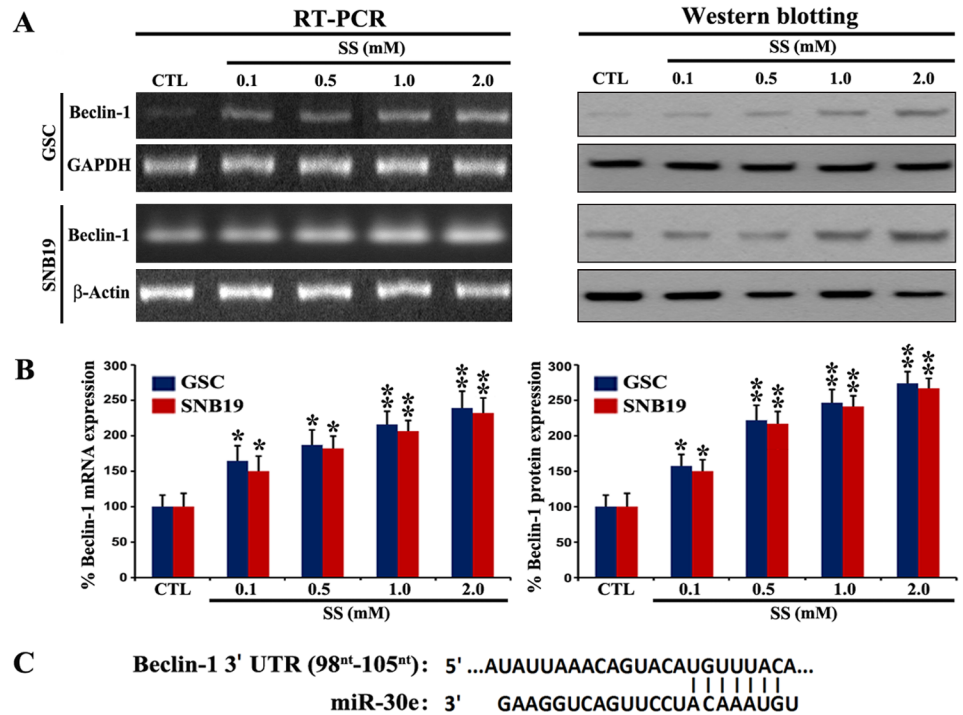 A
RT-PCR
Western blotting
SS (mM)
SS (mM)
CTL 0.1 0.5 1.0 2.0
CTL 0.1 0.5 1.0 2.0
GSC
Beclin-1
GAPDH
SNB19
Beclin-1
β-Actin
B
% Beclin-1 mRNA expression
300
250
200
150
100
50
0
GSC
SNB19
* * * * ** ** ** **
CTL 0.1 0.5 1.0 2.0
SS (mM)
% Beclin-1 protein expression
300
250
200
150
100
50
0
GSC
SNB19
* * ** ** ** ** ** **
CTL 0.1 0.5 1.0 2.0
SS (mM)
C
Beclin-1 3' UTR (98nt-105nt): 5' ...AUAUUAAACAGUACAUGUUUACA...
miR-30e: 3' GAAGGUCAGUUCCUACAAAUGU